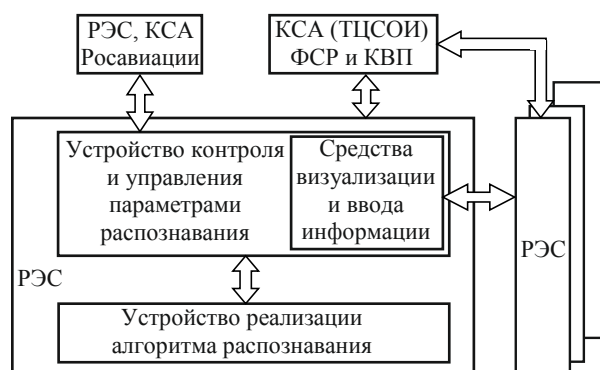 РЭС, КСА
Росавиации
КСА (ТЦСОИ)
ФСР и КВП
Устройство контроля
и управления
параметрами
распознавания
Средства
визуализации
и ввода
информации
РЭС
РЭС
Устройство реализации
алгоритма распознавания